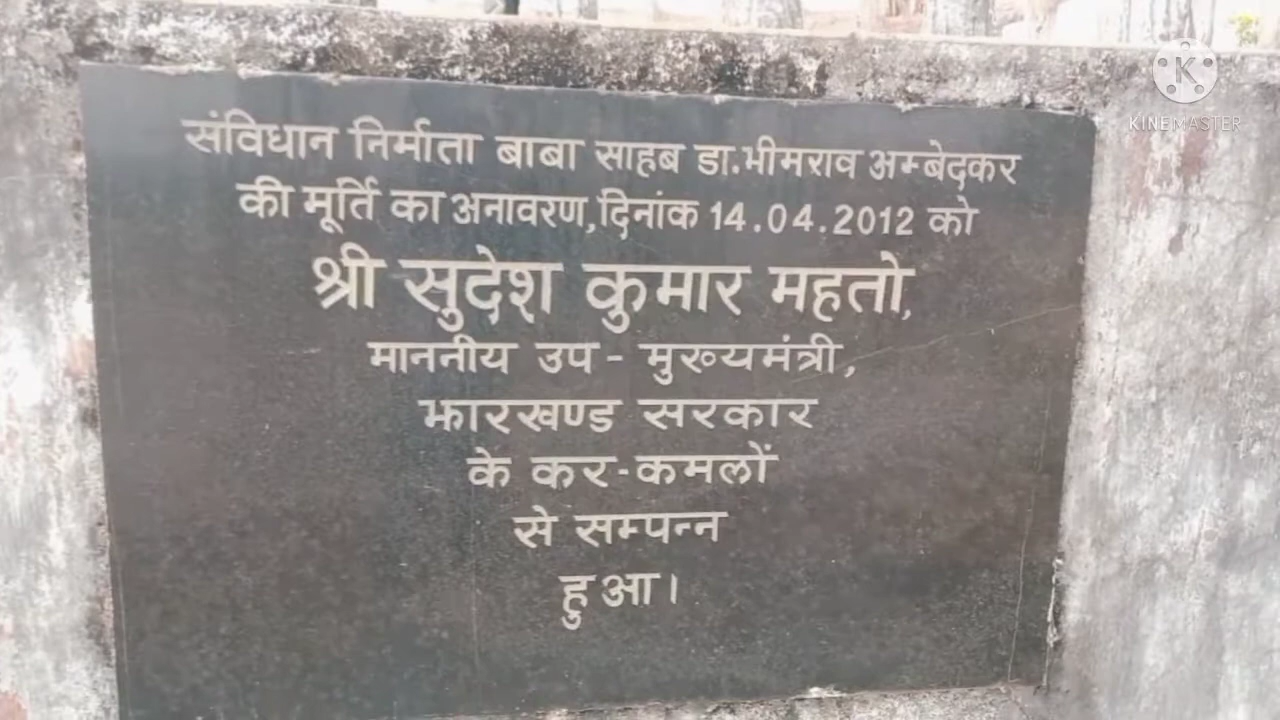 संविधान निर्माता बाबा साहब डा.भीमराव अम्बेदकर
की मूर्ति का अनावरण,दिनांक 14.04.2012 को
श्री सुदेश कुमार महतो,
माननीय उप - मुख्यमंत्री,
झारखण्ड सरकार
के कर-कमलों
से सम्पन्न
हुआ।
K
KINEMASTER